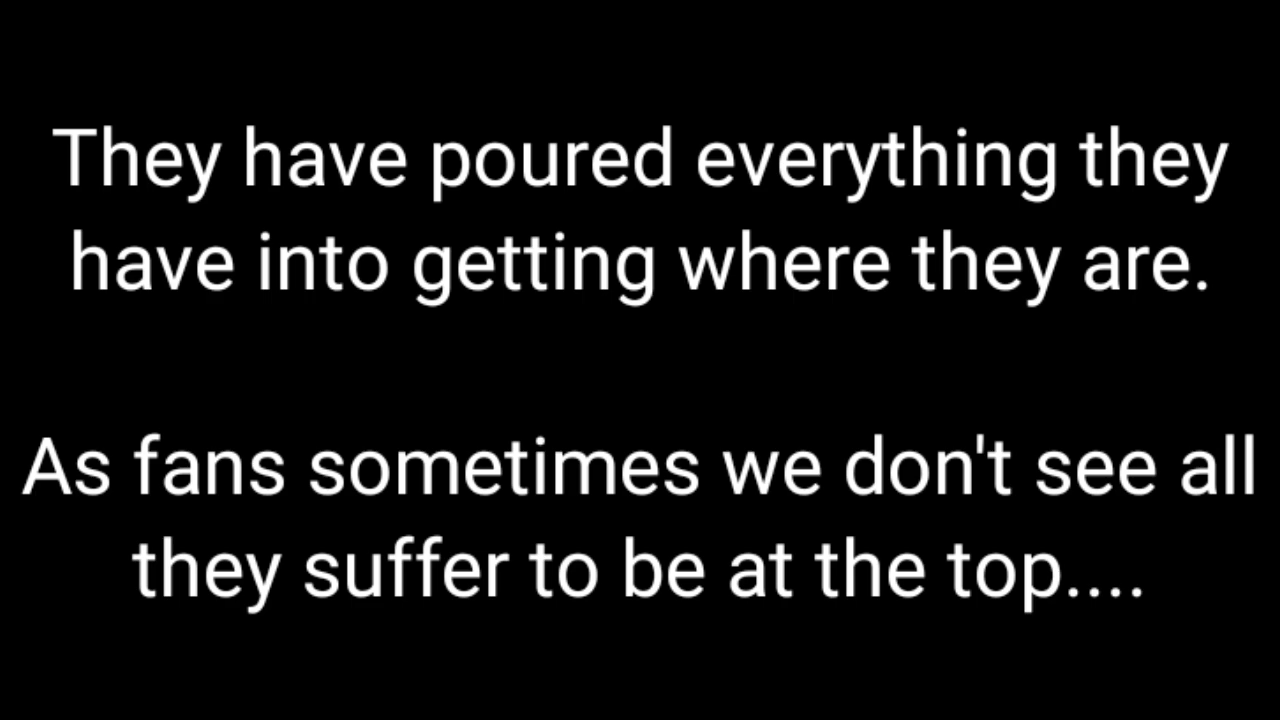 They have poured everything they
have into getting where they are.
As fans sometimes we don't see all
they suffer to be at the top....